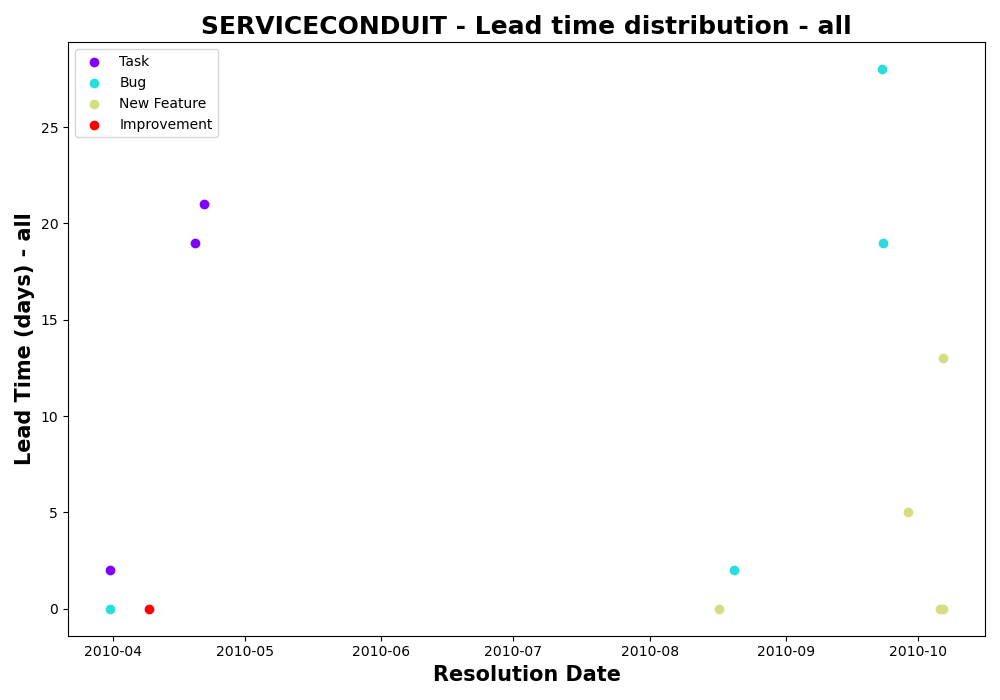 SERVICECONDUIT - Lead time distribution - all
Task
Bug
New Feature
Improvement
Lead Time (days) - all
25
20
15
10
5
0
2010-04
2010-05
2010-06
2010-07
2010-08
2010-09
2010-10
Resolution Date